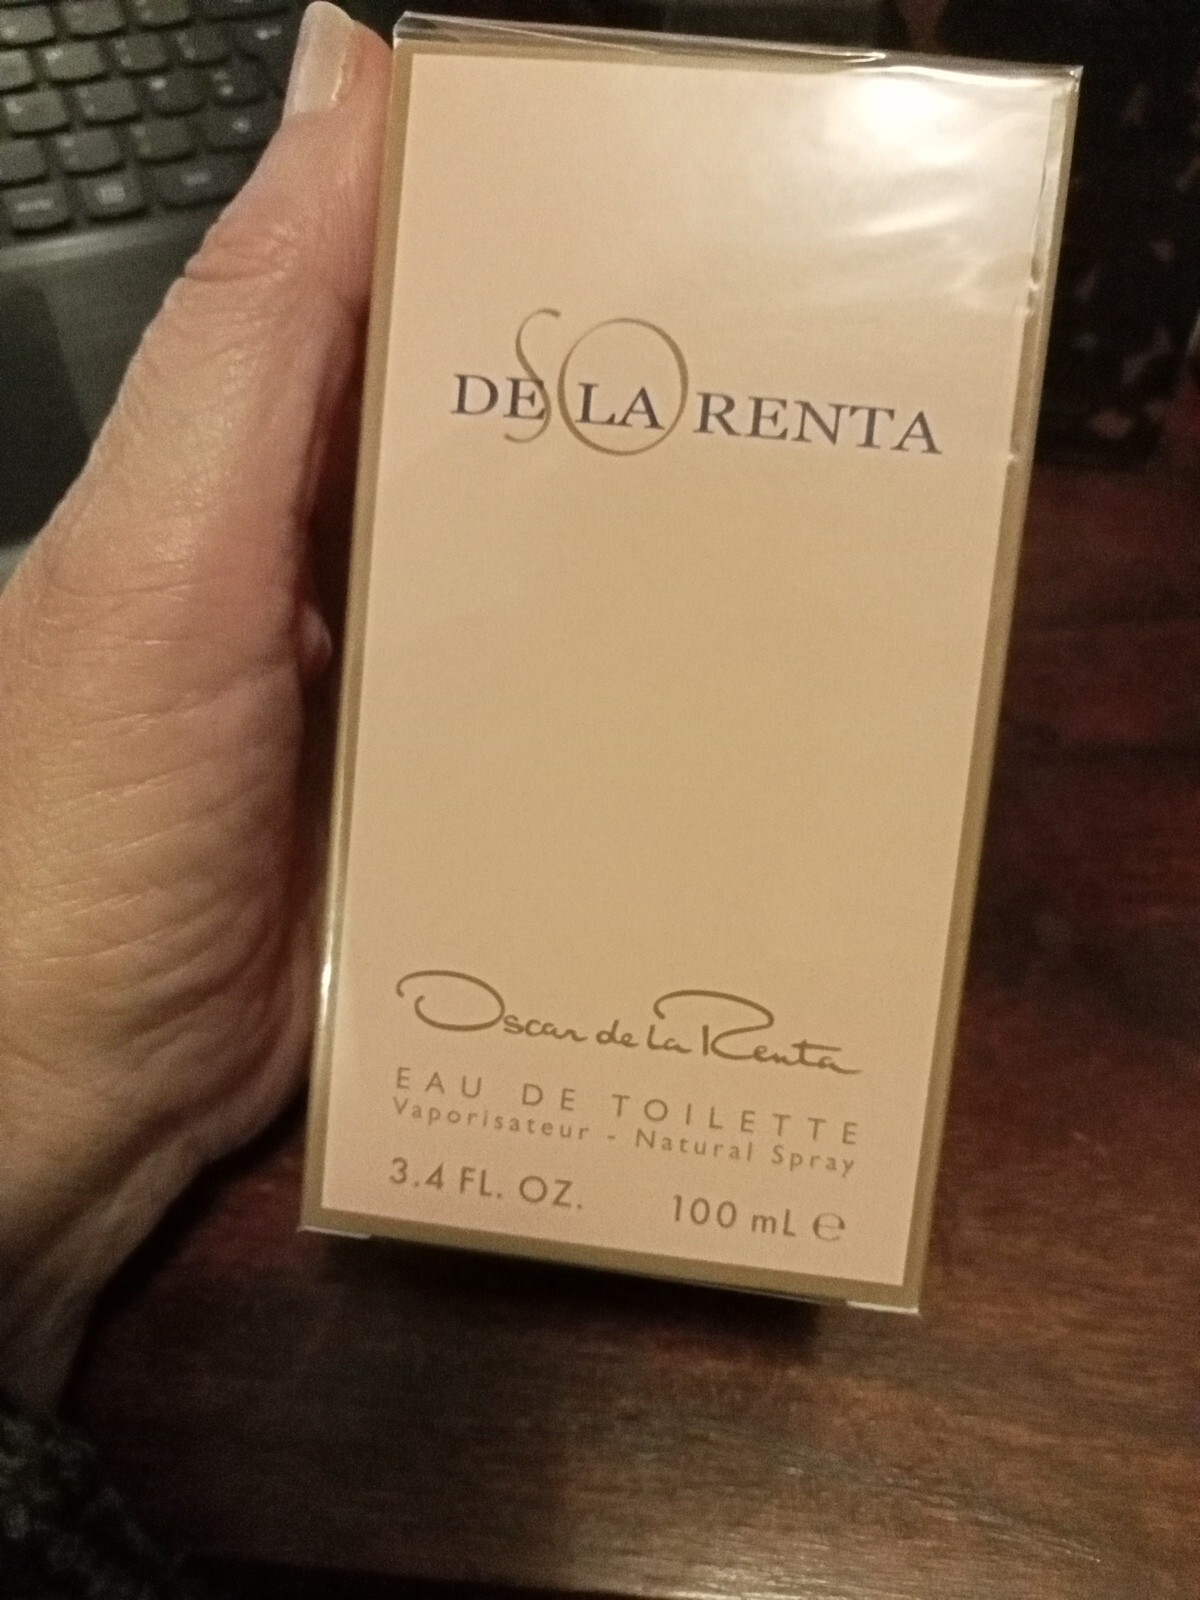 SO
DE LA RENTA
Oscar de la Renta
EAU DE TOILETTE
Vaporisateur - Natural Spray
3.4 FL. OZ. 100 mL ℮